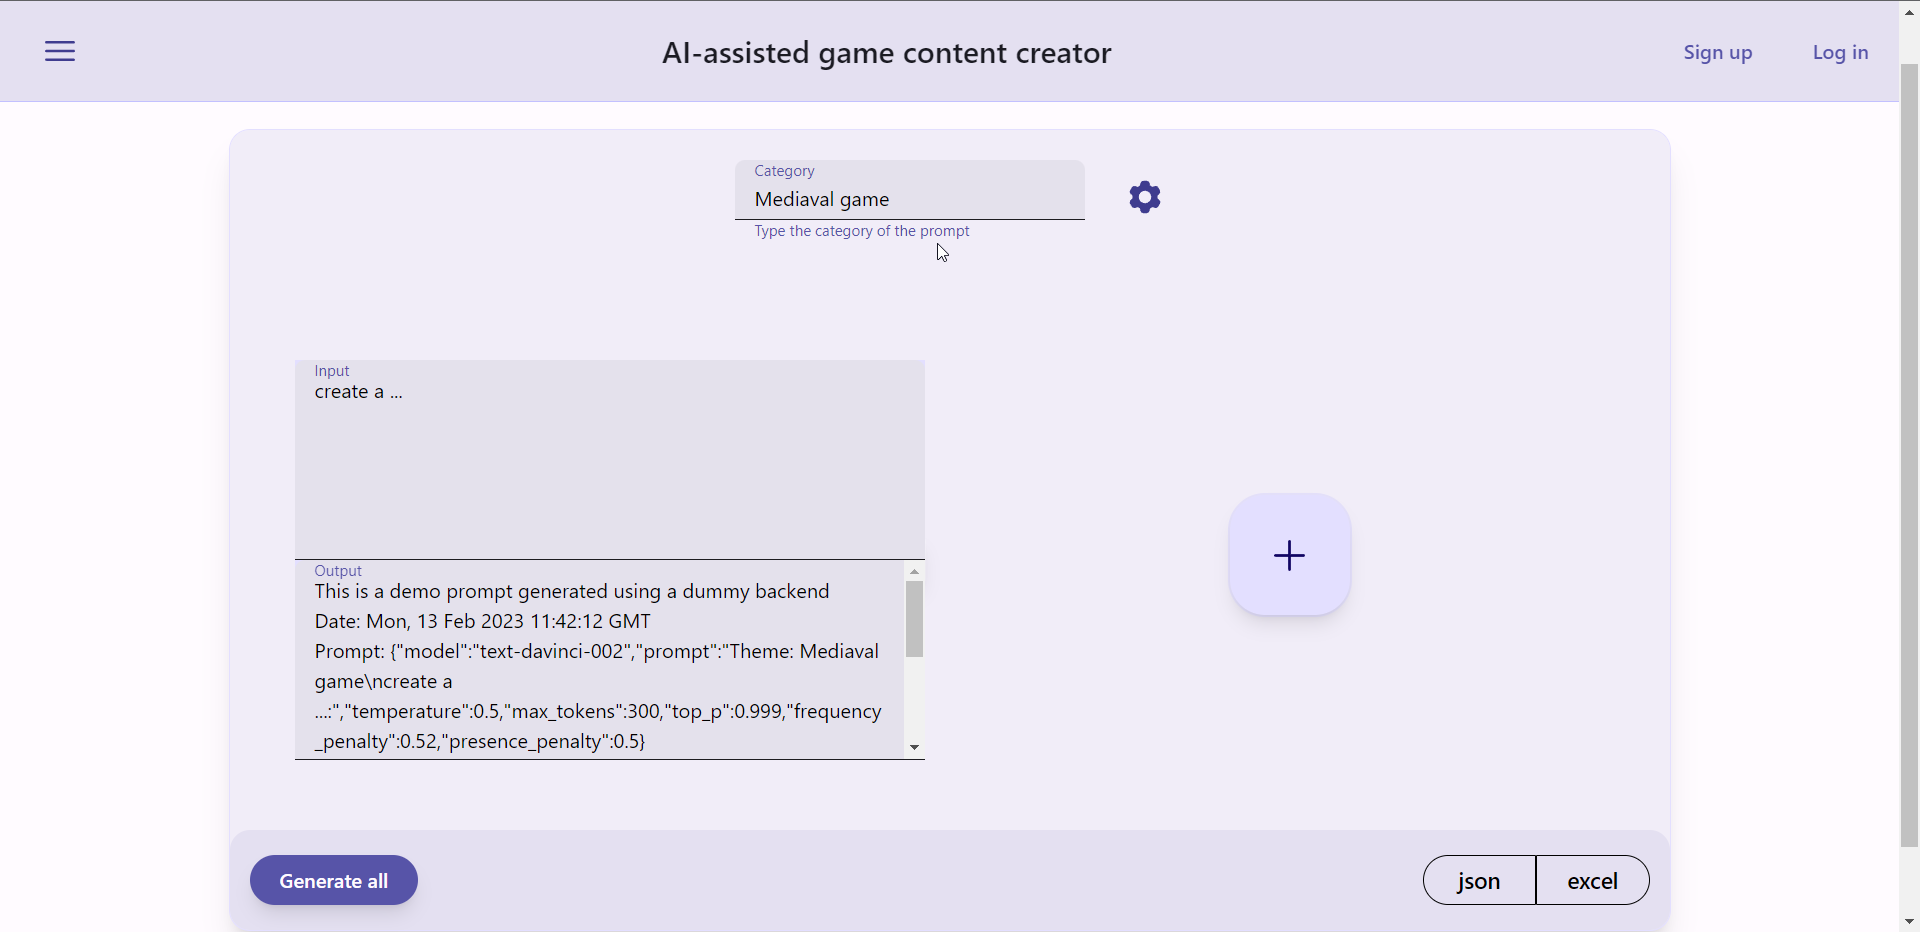 AI-assisted game content creator
Sign up
Log in
Category
Mediaval game
Type the category of the prompt
Input
create a ...
Output
This is a demo prompt generated using a dummy backend
Date: Mon, 13 Feb 2023 11:42:12 GMT
Prompt: {"model":"text-davinci-002","prompt":"Theme: Mediaval
game\ncreate a
...:","temperature":0.5,"max_tokens":300,"top_p":0.999,"frequency
_penalty":0.52,"presence_penalty":0.5}
Generate all
json
excel